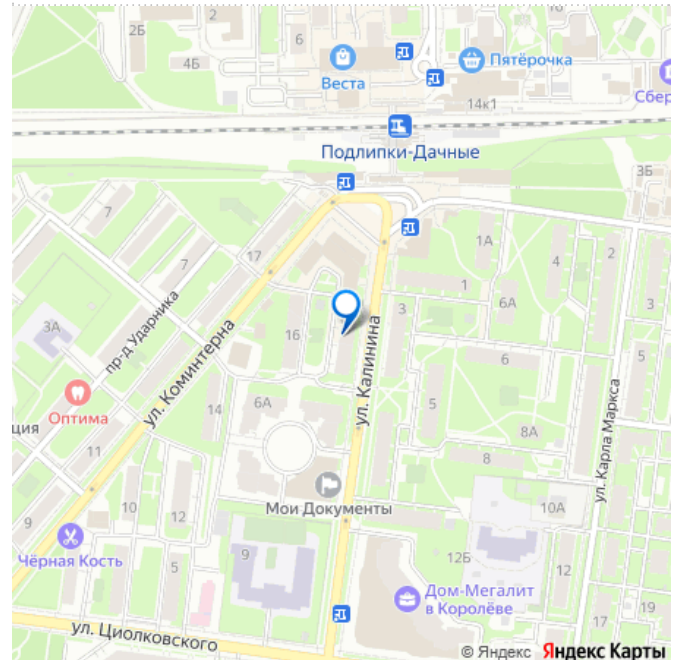 2Б
4Б
6
Веста
Пятёрочка
14к1
Сбер
Подлипки-Дачные
3Б
7
17
7
1А
4
2
1
3
6А
3
3А
пр-д Ударника
ул. Коминтерна
16
ул. Калинина
6
5
Оптима
ция
14
6А
5
8А
ул. Карла Маркса
11
8
Мои Документы
10А
9
10
12
Чёрная Кость
5
9
12Б
12
17
19
Дом-Мегалит
в Королёве
ул. Циолковского
© Яндекс Яндекс Карты